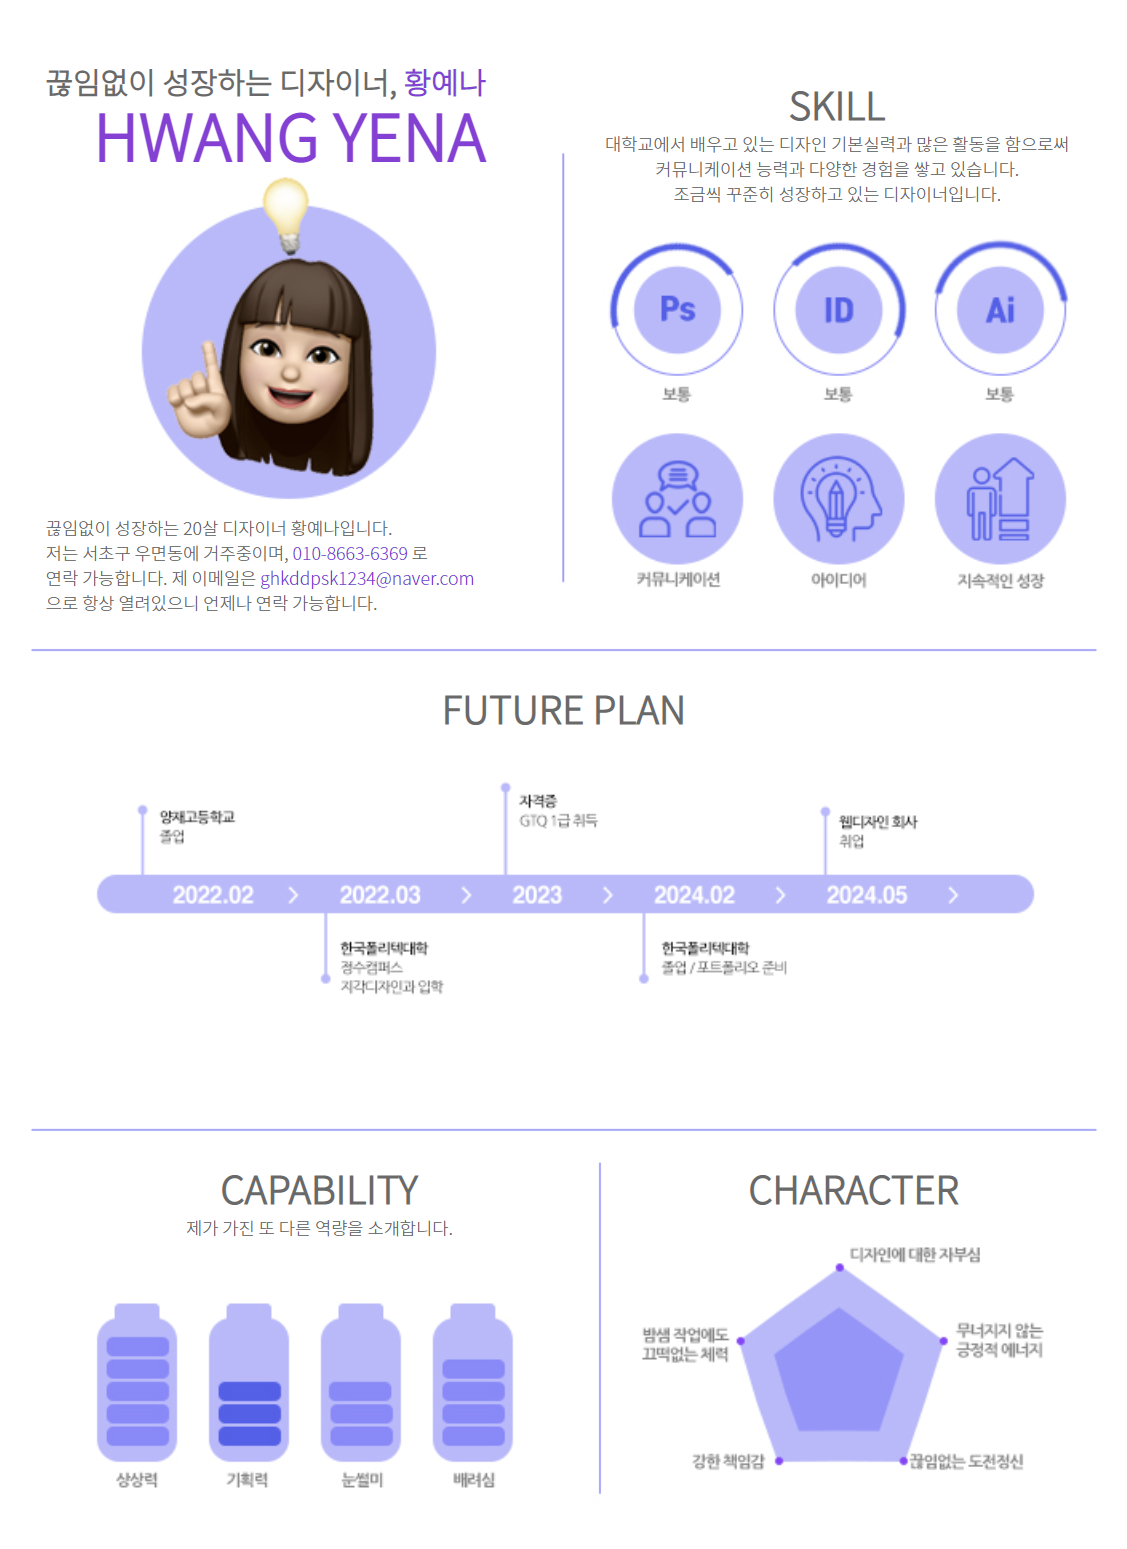 끊임없이 성장하는 디자이너, 황예나
HWANG YENA
끊임없이 성장하는 20살 디자이너 황예나입니다.
저는 서초구 우면동에 거주중이며, 010-8663-6369 로
연락 가능합니다. 제 이메일은 ghkddpsk1234@naver.com
으로 항상 열려있으니 언제나 연락 가능합니다.
SKILL
대학교에서 배우고 있는 디자인 기본실력과 많은 활동을 함으로써
커뮤니케이션 능력과 다양한 경험을 쌓고 있습니다.
조금씩 꾸준히 성장하고 있는 디자이너입니다.
Ps ID Ai
보통 보통 보통
커뮤니케이션 아이디어 지속적인 성장
FUTURE PLAN
양재고등학교
졸업
자격증
GTQ 1급 취득
웹디자인 회사
취업
2022.02 > 2022.03 > 2023 > 2024.02 > 2024.05 >
한국폴리텍대학
정수캠퍼스
지각디자인과 입학
한국폴리텍대학
졸업 / 포트폴리오 준비
CAPABILITY
제가 가진 또 다른 역량을 소개합니다.
상상력 기획력 눈썰미 배려심
CHARACTER
디자인에 대한 자부심
밤샘 작업에도
끄떡없는 체력
무너지지 않는
긍정적 에너지
강한 책임감
끊임없는 도전정신